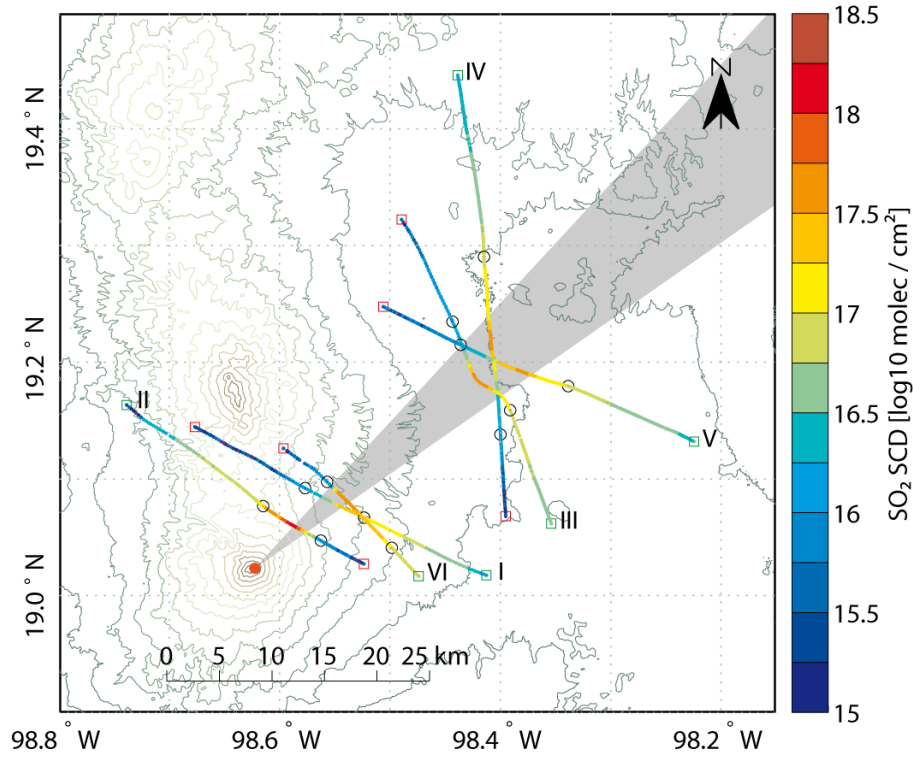 18.5
IV
N
19.4°N
18
17.5
17
19.2°N
II
16.5
V
16
III
VI
I
19.0°N
15.5
0 5 10 15 20 25 km
15
98.8°W 98.6°W 98.4°W 98.2°W
SO₂ SCD [log10 molec / cm²]